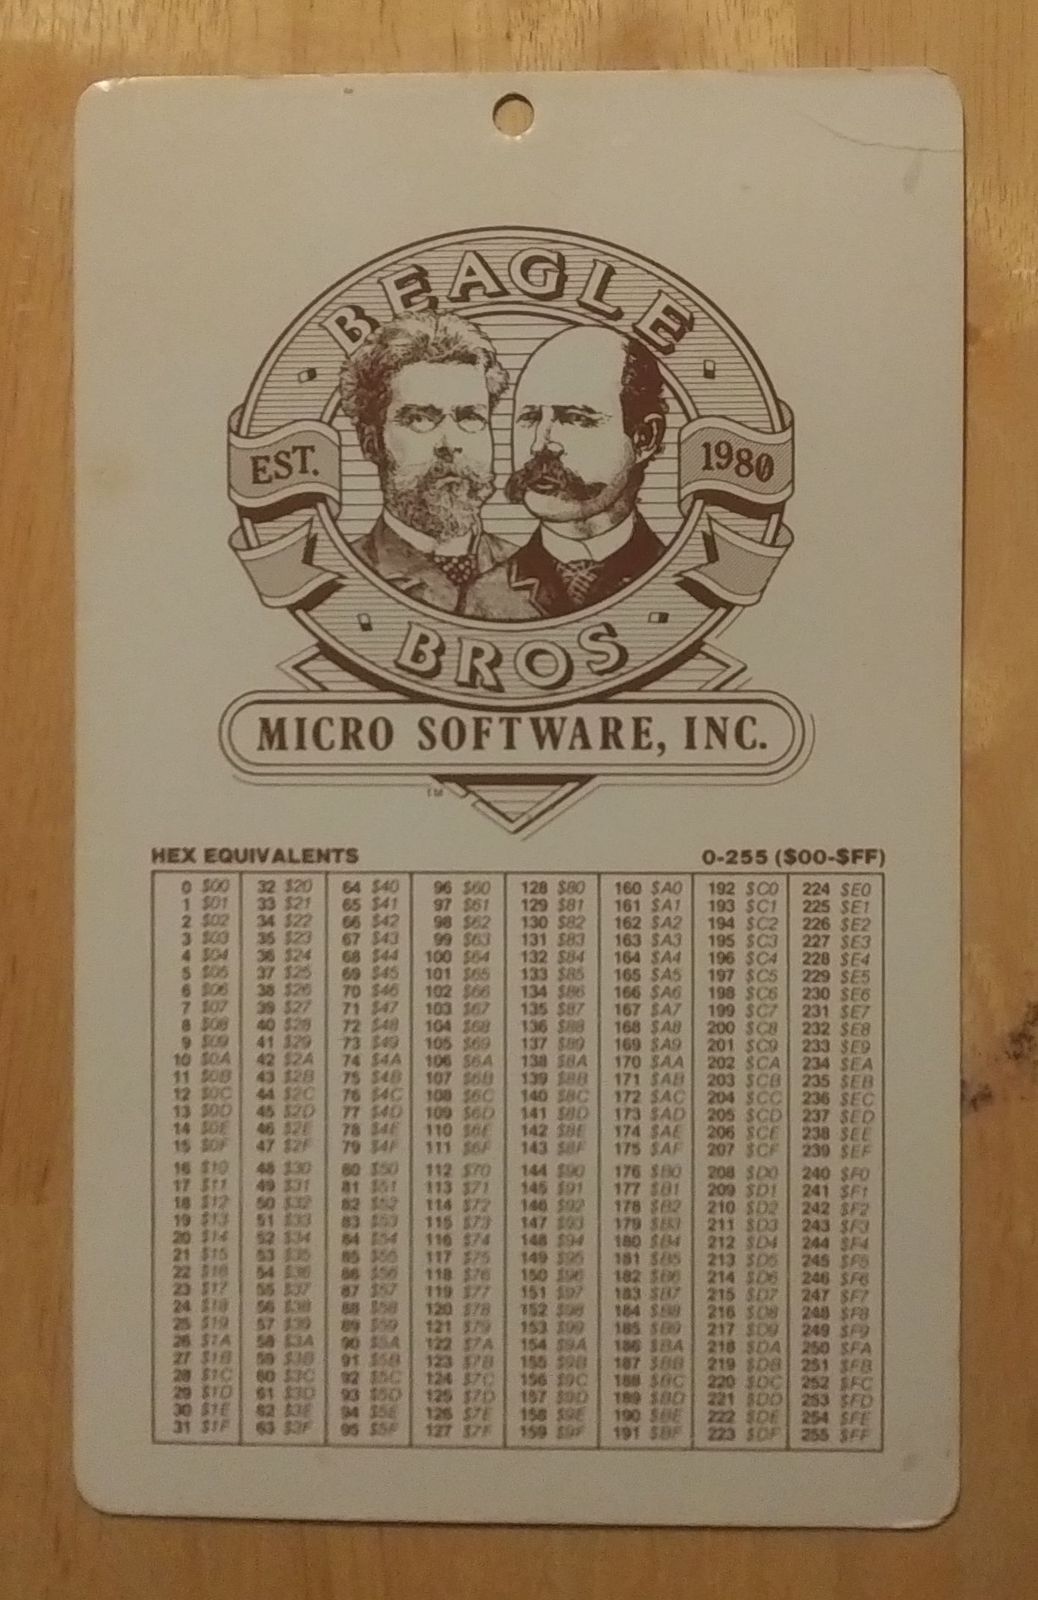 BEAGLE
EST. 1980
BROS
MICRO SOFTWARE, INC.
TM
HEX EQUIVALENTS 0-255 ($00-$FF)
0 $00 32 $20 64 $40 96 $60 128 $80 160 $A0 192 $C0 224 $E0
1 $01 33 $21 65 $41 97 $61 129 $81 161 $A1 193 $C1 225 $E1
2 $02 34 $22 66 $42 98 $62 130 $82 162 $A2 194 $C2 226 $E2
3 $03 35 $23 67 $43 99 $63 131 $83 163 $A3 195 $C3 227 $E3
4 $04 36 $24 68 $44 100 $64 132 $84 164 $A4 196 $C4 228 $E4
5 $05 37 $25 69 $45 101 $65 133 $85 165 $A5 197 $C5 229 $E5
6 $06 38 $26 70 $46 102 $66 134 $86 166 $A6 198 $C6 230 $E6
7 $07 39 $27 71 $47 103 $67 135 $87 167 $A7 199 $C7 231 $E7
8 $08 40 $28 72 $48 104 $68 136 $88 168 $A8 200 $C8 232 $E8
9 $09 41 $29 73 $49 105 $69 137 $89 169 $A9 201 $C9 233 $E9
10 $0A 42 $2A 74 $4A 106 $6A 138 $8A 170 $AA 202 $CA 234 $EA
11 $0B 43 $2B 75 $4B 107 $6B 139 $8B 171 $AB 203 $CB 235 $EB
12 $0C 44 $2C 76 $4C 108 $6C 140 $8C 172 $AC 204 $CC 236 $EC
13 $0D 45 $2D 77 $4D 109 $6D 141 $8D 173 $AD 205 $CD 237 $ED
14 $0E 46 $2E 78 $4E 110 $6E 142 $8E 174 $AE 206 $CE 238 $EE
15 $0F 47 $2F 79 $4F 111 $6F 143 $8F 175 $AF 207 $CF 239 $EF
16 $10 48 $30 80 $50 112 $70 144 $90 176 $B0 208 $D0 240 $F0
17 $11 49 $31 81 $51 113 $71 145 $91 177 $B1 209 $D1 241 $F1
18 $12 50 $32 82 $52 114 $72 146 $92 178 $B2 210 $D2 242 $F2
19 $13 51 $33 83 $53 115 $73 147 $93 179 $B3 211 $D3 243 $F3
20 $14 52 $34 84 $54 116 $74 148 $94 180 $B4 212 $D4 244 $F4
21 $15 53 $35 85 $55 117 $75 149 $95 181 $B5 213 $D5 245 $F5
22 $16 54 $36 86 $56 118 $76 150 $96 182 $B6 214 $D6 246 $F6
23 $17 55 $37 87 $57 119 $77 151 $97 183 $B7 215 $D7 247 $F7
24 $18 56 $38 88 $58 120 $78 152 $98 184 $B8 216 $D8 248 $F8
25 $19 57 $39 89 $59 121 $79 153 $99 185 $B9 217 $D9 249 $F9
26 $1A 58 $3A 90 $5A 122 $7A 154 $9A 186 $BA 218 $DA 250 $FA
27 $1B 59 $3B 91 $5B 123 $7B 155 $9B 187 $BB 219 $DB 251 $FB
28 $1C 60 $3C 92 $5C 124 $7C 156 $9C 188 $BC 220 $DC 252 $FC
29 $1D 61 $3D 93 $5D 125 $7D 157 $9D 189 $BD 221 $DD 253 $FD
30 $1E 62 $3E 94 $5E 126 $7E 158 $9E 190 $BE 222 $DE 254 $FE
31 $1F 63 $3F 95 $5F 127 $7F 159 $9F 191 $BF 223 $DF 255 $FF